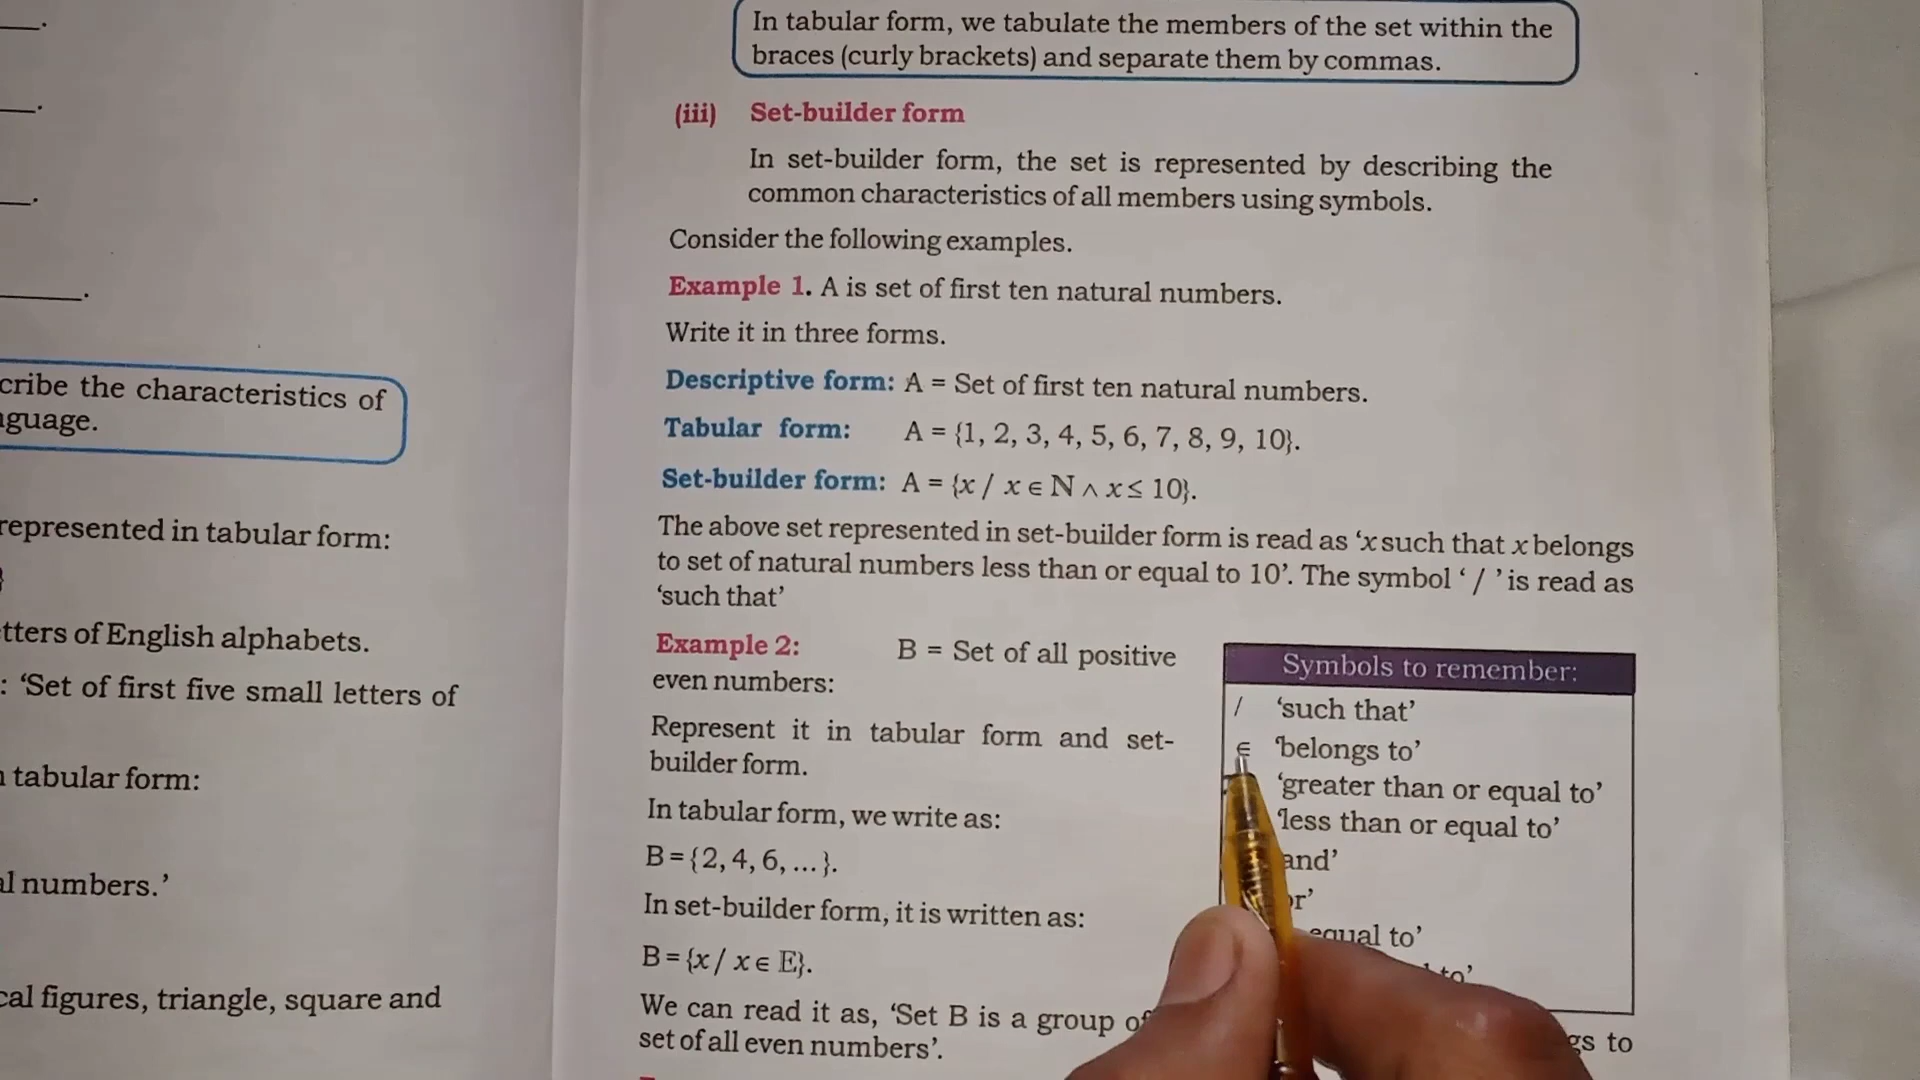 cribe the characteristics of
guage.
represented in tabular form:
}
tters of English alphabets.
: ‘Set of first five small letters of
tabular form:
l numbers.’
cal figures, triangle, square and
In tabular form, we tabulate the members of the set within the
braces (curly brackets) and separate them by commas.
(iii) Set-builder form
In set-builder form, the set is represented by describing the
common characteristics of all members using symbols.
Consider the following examples.
Example 1. A is set of first ten natural numbers.
Write it in three forms.
Descriptive form: A = Set of first ten natural numbers.
Tabular form: A = {1, 2, 3, 4, 5, 6, 7, 8, 9, 10}.
Set-builder form: A = {x / x ∈ N ∧ x ≤ 10}.
The above set represented in set-builder form is read as ‘x such that x belongs
to set of natural numbers less than or equal to 10’. The symbol ‘ / ’ is read as
‘such that’
Example 2: B = Set of all positive
even numbers:
Represent it in tabular form and set-
builder form.
In tabular form, we write as:
B = {2, 4, 6, ... }.
In set-builder form, it is written as:
B = {x / x ∈ E}.
We can read it as, ‘Set B is a group of
gs to
set of all even numbers’.
Symbols to remember:
/ ‘such that’
∈ ‘belongs to’
‘greater than or equal to’
‘less than or equal to’
and’
r’
equal to’
to’